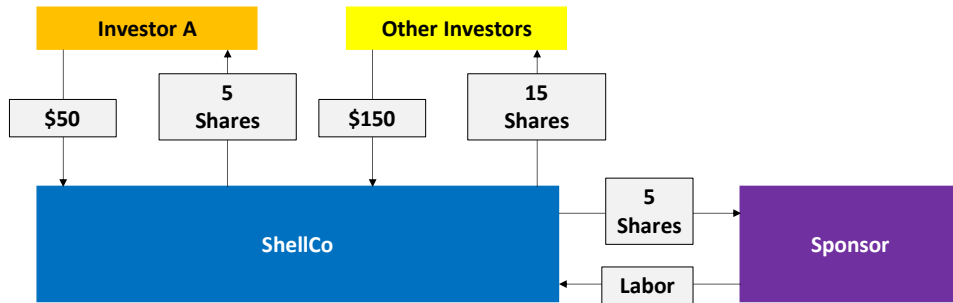 Investor A
Other Investors
$50
5
Shares
$150
15
Shares
ShellCo
5
Shares
Sponsor
Labor